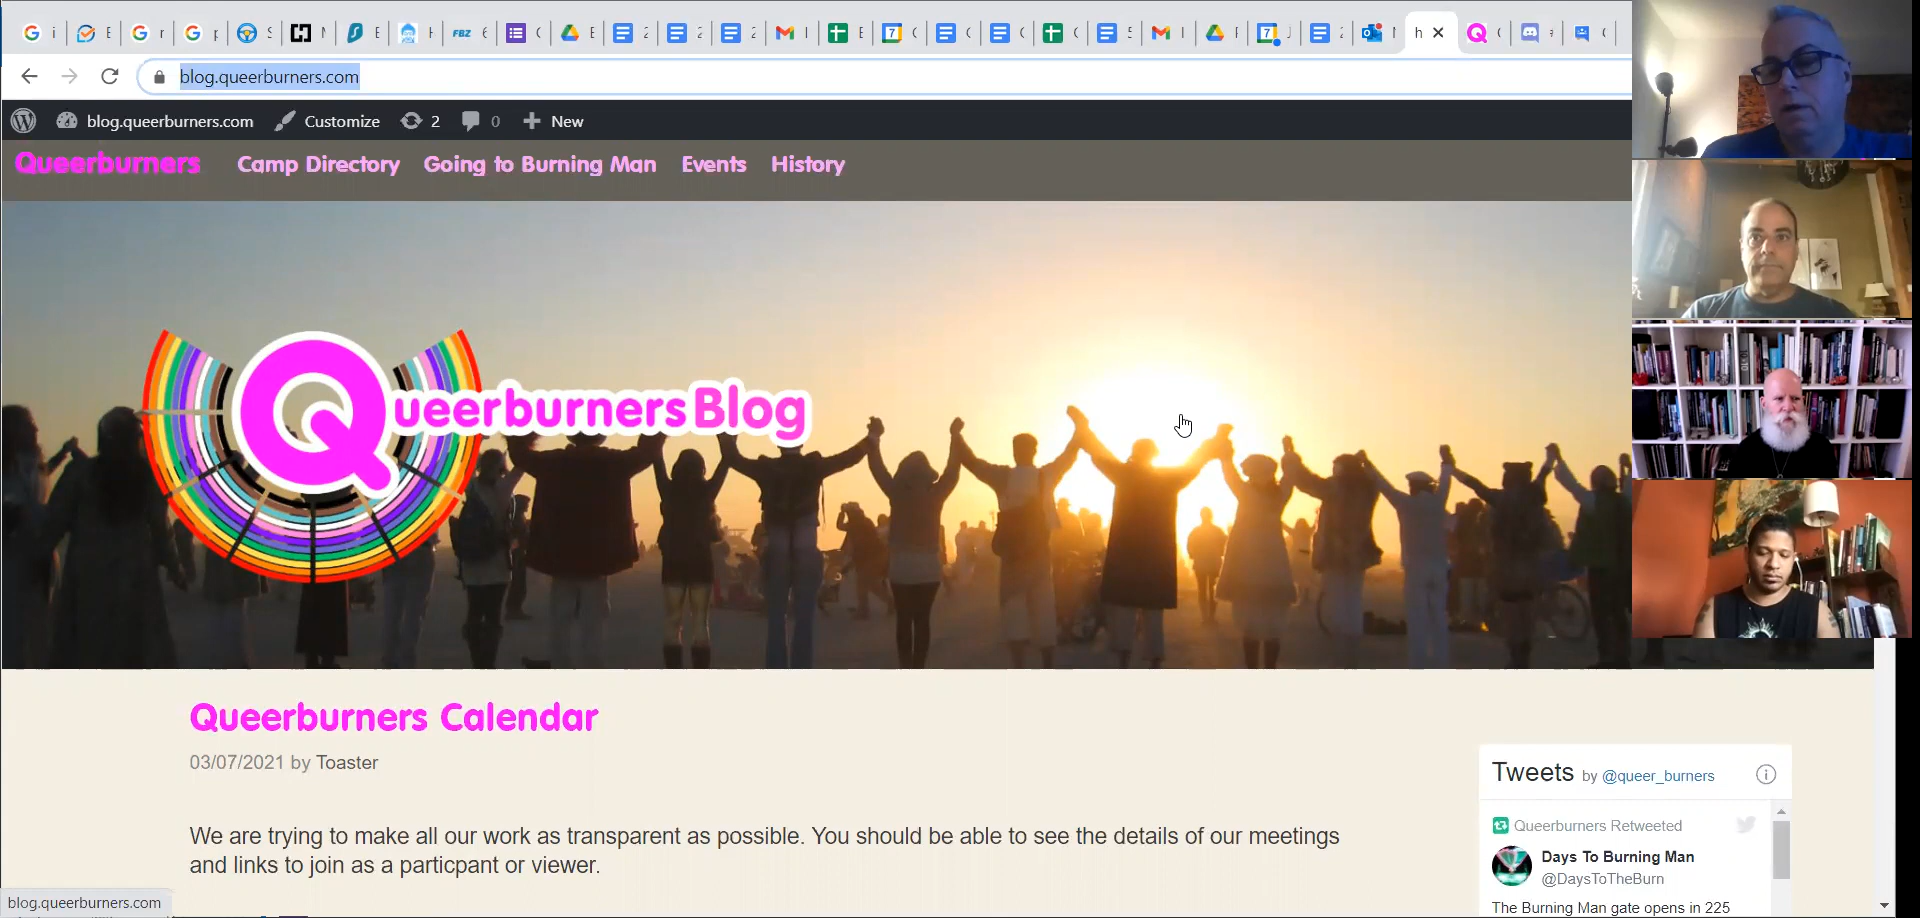 blog.queerburners.com
blog.queerburners.com Customize 2 0 New
Queerburners Camp Directory Going to Burning Man Events History
Queerburners Blog
Queerburners Calendar
03/07/2021 by Toaster
We are trying to make all our work as transparent as possible. You should be able to see the details of our meetings
and links to join as a particpant or viewer.
Tweets by @queer_burners
Queerburners Retweeted
Days To Burning Man
@DaysToTheBurn
The Burning Man gate opens in 225
blog.queerburners.com